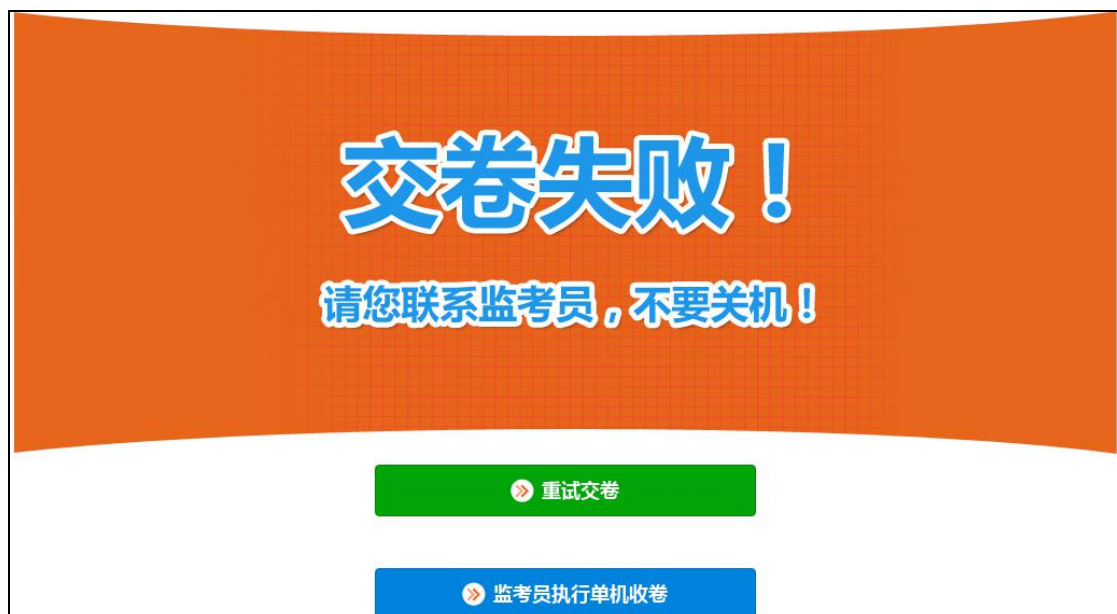 交卷失败！
请您联系监考员，不要关机！
重试交卷
监考员执行单机收卷